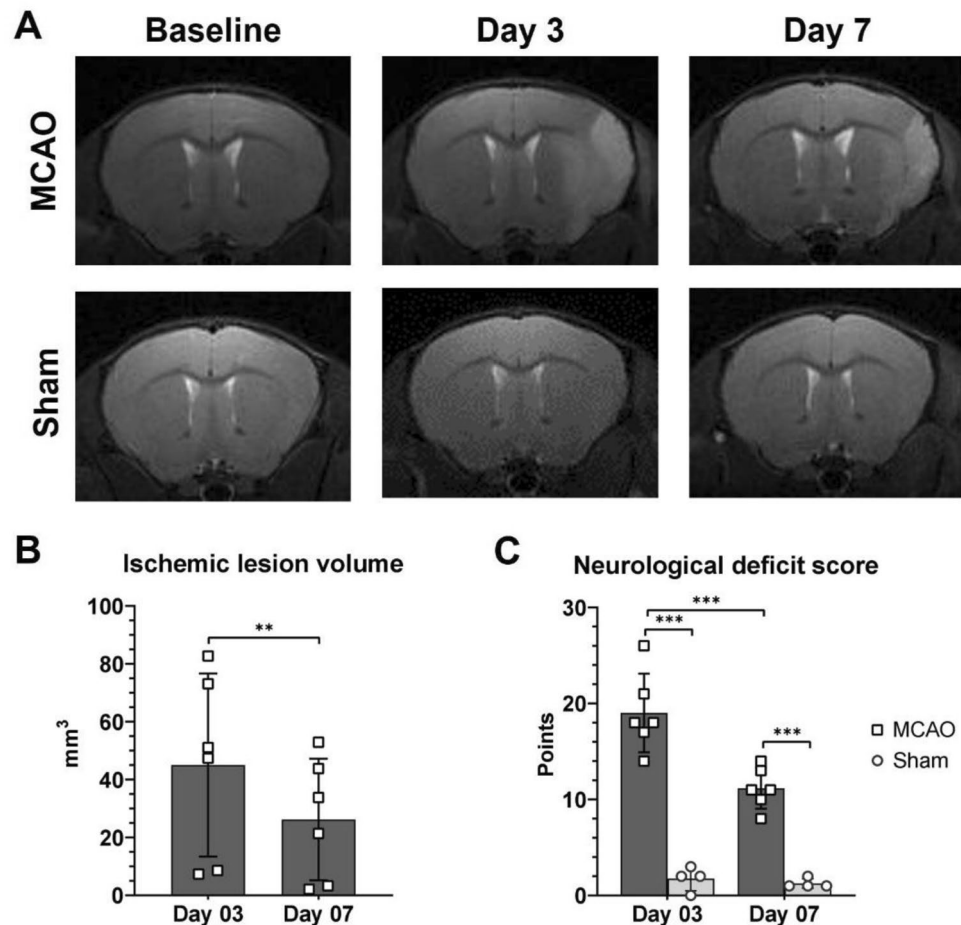 A
Baseline
Day 3
Day 7
MCAO
Sham
B
Ischemic lesion volume
mm³
100
80
60
40
20
0
**
Day 03
Day 07
C
Neurological deficit score
Points
30
20
10
0
***
***
***
MCAO
Sham
Day 03
Day 07